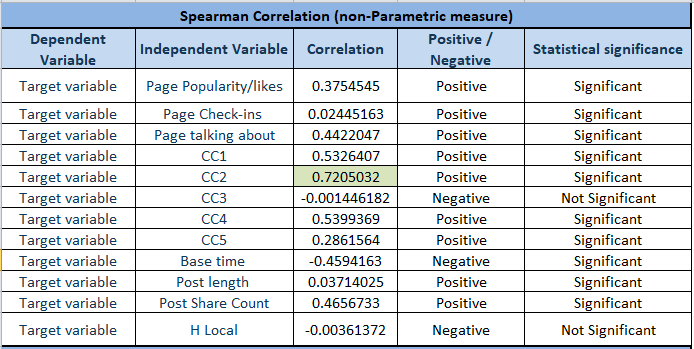 Spearman Correlation (non-Parametric measure)
Dependent Variable Independent Variable Correlation Positive / Negative Statistical significance
Target variable Page Popularity/likes 0.3754545 Positive Significant
Target variable Page Check-ins 0.02445163 Positive Significant
Target variable Page talking about 0.4422047 Positive Significant
Target variable CC1 0.5326407 Positive Significant
Target variable CC2 0.7205032 Positive Significant
Target variable CC3 -0.001446182 Negative Not Significant
Target variable CC4 0.5399369 Positive Significant
Target variable CC5 0.2861564 Positive Significant
Target variable Base time -0.4594163 Negative Significant
Target variable Post length 0.03714025 Positive Significant
Target variable Post Share Count 0.4656733 Positive Significant
Target variable H Local -0.00361372 Negative Not Significant